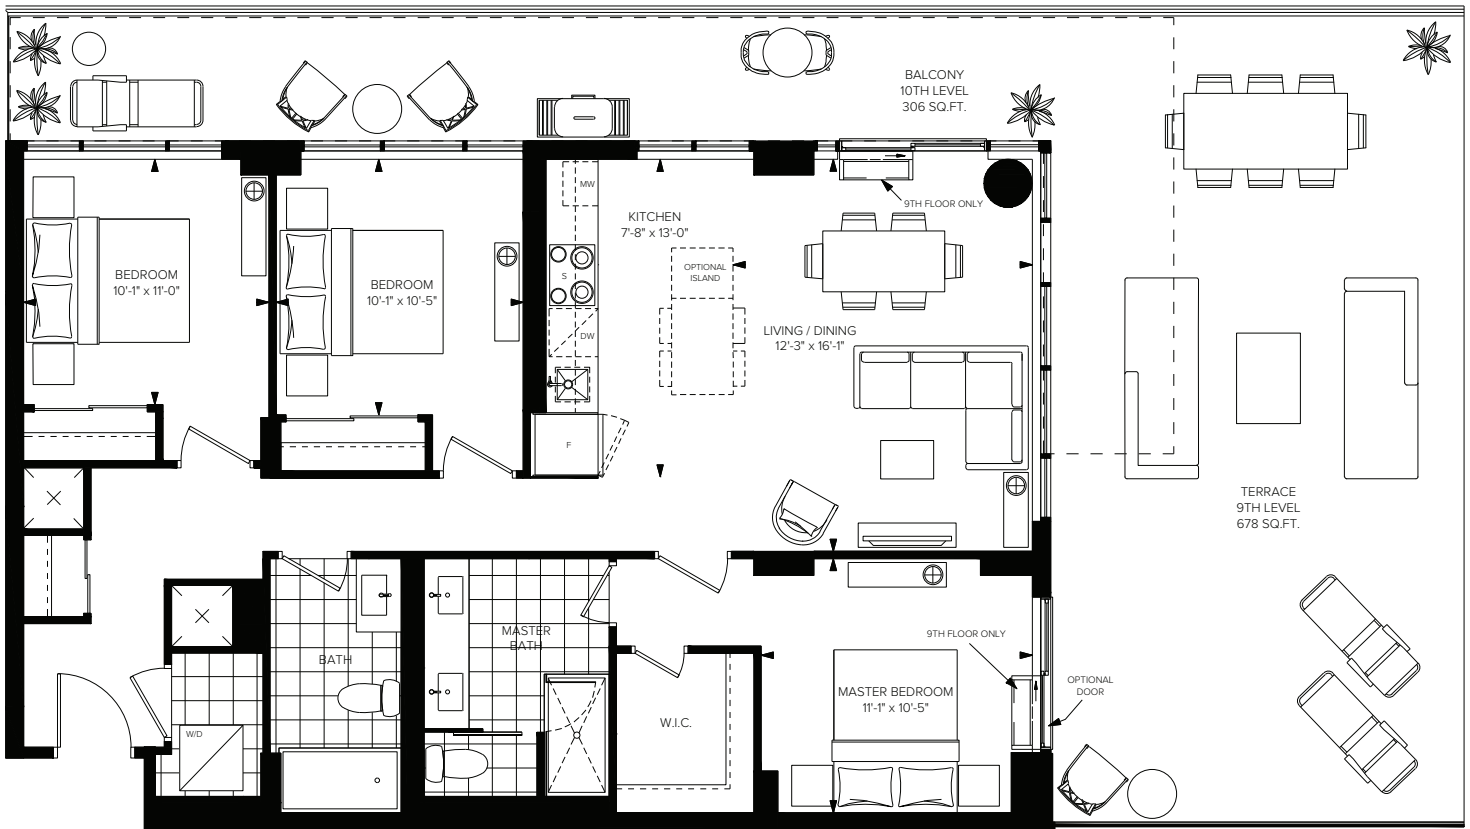 BALCONY
10TH LEVEL
306 SQ.FT.
MW
9TH FLOOR ONLY
KITCHEN
7'-8" x 13'-0"
BEDROOM
10'-1" x 11'-0"
BEDROOM
10'-1" x 10'-5"
S
OPTIONAL
ISLAND
DW
LIVING / DINING
12'-3" x 16'-1"
F
TERRACE
9TH LEVEL
678 SQ.FT.
MASTER
BATH
9TH FLOOR ONLY
BATH
OPTIONAL
DOOR
MASTER BEDROOM
11'-1" x 10'-5"
W.I.C.
W/D